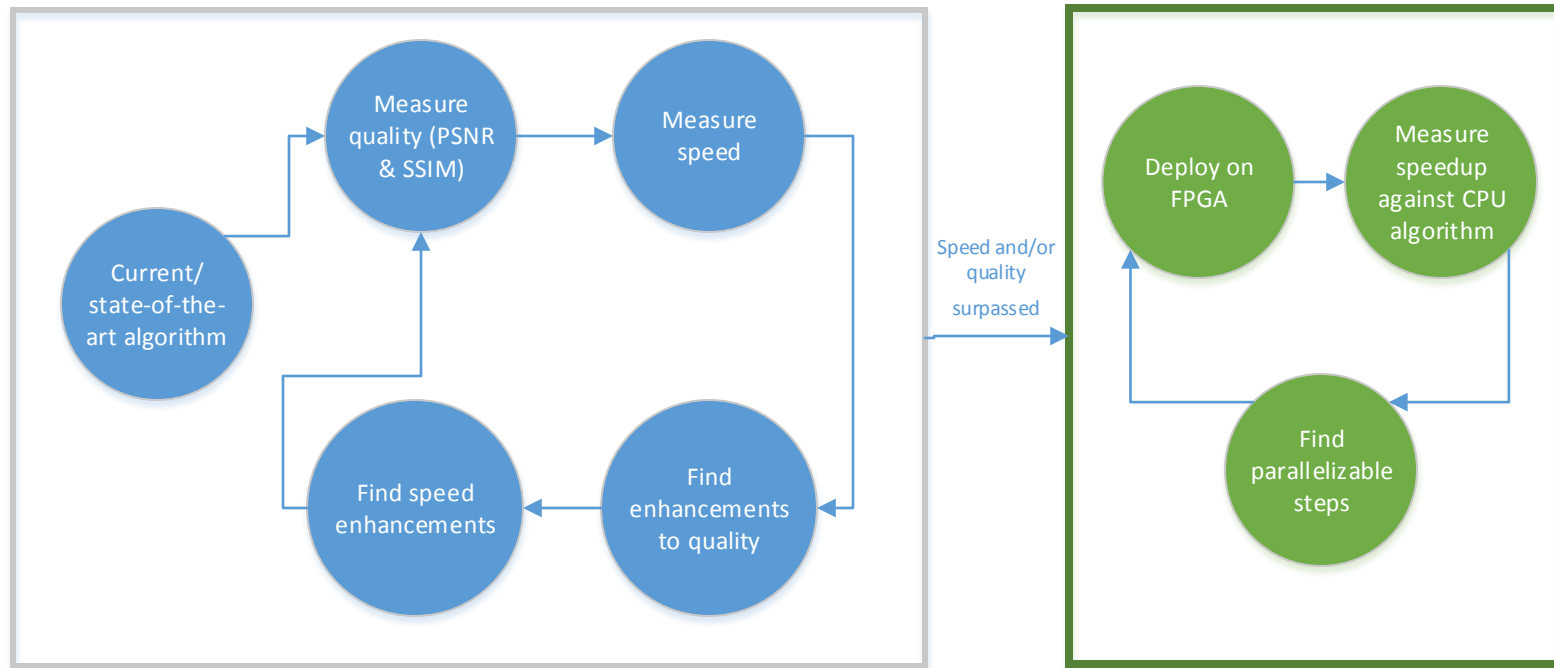 Current/
state-of-the-
art algorithm
Measure
quality (PSNR
& SSIM)
Measure
speed
Find
enhancements
to quality
Find speed
enhancements
Speed and/or
quality
surpassed
Deploy on
FPGA
Measure
speedup
against CPU
algorithm
Find
parallelizable
steps